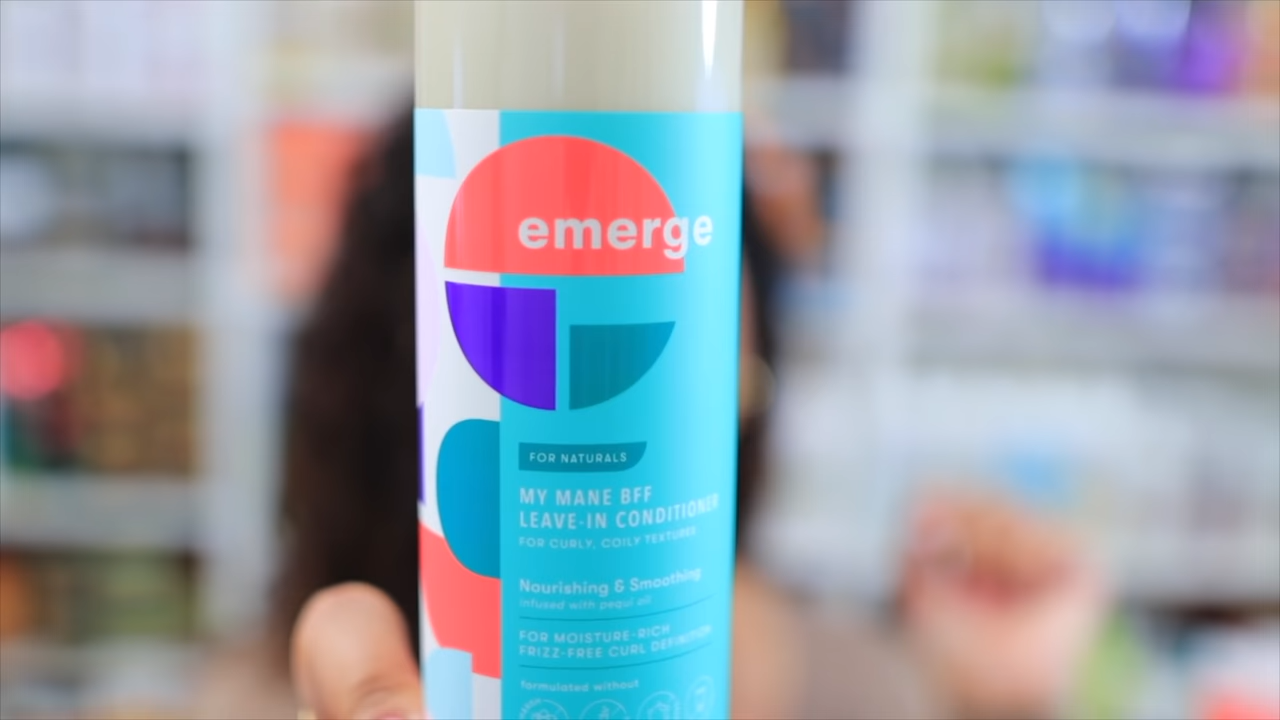 emerge
FOR NATURALS
MY MANE BFF
LEAVE-IN CONDITIONER
FOR CURLY, COILY TEXTURES
Nourishing & Smoothing
infused with pequi oil
FOR MOISTURE-RICH
FRIZZ-FREE CURL DEFINITION
formulated without